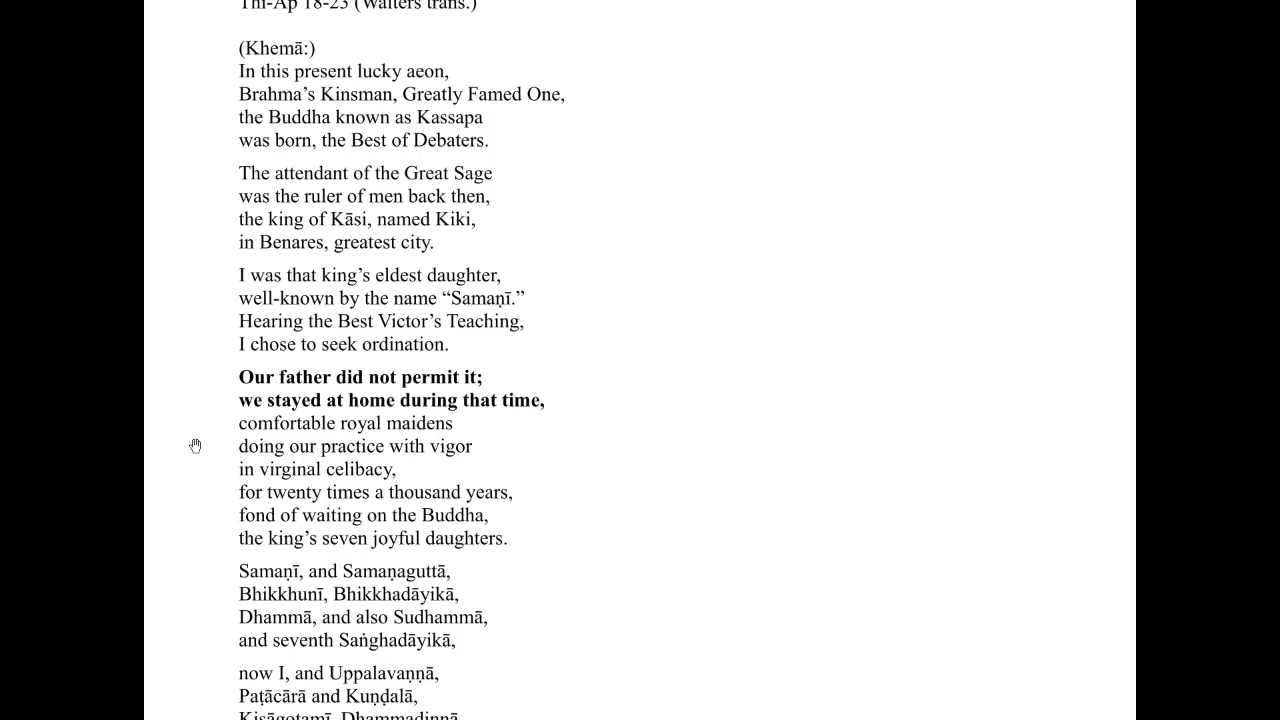 Thi-Ap 18-23 (Walters trans.)
(Khemā:)
In this present lucky aeon,
Brahma’s Kinsman, Greatly Famed One,
the Buddha known as Kassapa
was born, the Best of Debaters.
The attendant of the Great Sage
was the ruler of men back then,
the king of Kāsi, named Kiki,
in Benares, greatest city.
I was that king’s eldest daughter,
well-known by the name “Samaṇī.”
Hearing the Best Victor’s Teaching,
I chose to seek ordination.
Our father did not permit it;
we stayed at home during that time,
comfortable royal maidens
doing our practice with vigor
in virginal celibacy,
for twenty times a thousand years,
fond of waiting on the Buddha,
the king’s seven joyful daughters.
Samaṇī, and Samaṇaguttā,
Bhikkhunī, Bhikkhadāyikā,
Dhammā, and also Sudhammā,
and seventh Saṅghadāyikā,
now I, and Uppalavaṇṇā,
Paṭācārā and Kuṇḍalā,
Kisāgotamī, Dhammadinnā